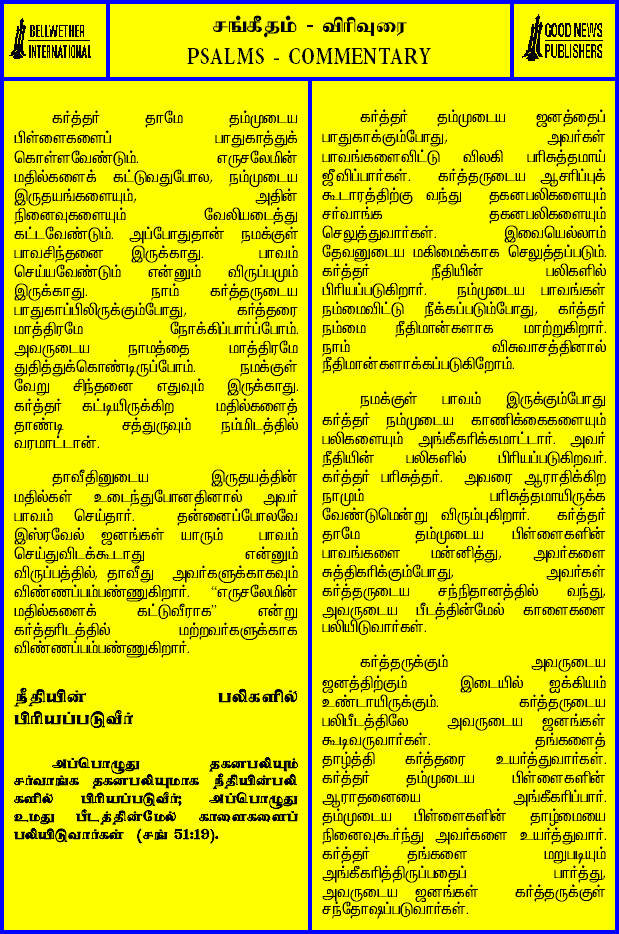 BELLWETHER
INTERNATIONAL
சங்கீதம் - விரிவுரை
PSALMS - COMMENTARY
GOOD NEWS
PUBLISHERS
கர்த்தர் தாமே தம்முடைய
பிள்ளைகளைப் பாதுகாத்துக்
கொள்ளவேண்டும். எருசலேமின்
மதில்களைக் கட்டுவதுபோல, நம்முடைய
இருதயங்களையும், அதின்
நினைவுகளையும் வேலியடைத்து
கட்டவேண்டும். அப்போதுதான் நமக்குள்
பாவசிந்தனை இருக்காது. பாவம்
செய்யவேண்டும் என்னும் விருப்பமும்
இருக்காது. நாம் கர்த்தருடைய
பாதுகாப்பிலிருக்கும்போது, கர்த்தரை
மாத்திரமே நோக்கிப்பார்ப்போம்.
அவருடைய நாமத்தை மாத்திரமே
துதித்துக்கொண்டிருப்போம். நமக்குள்
வேறு சிந்தனை எதுவும் இருக்காது.
கர்த்தர் கட்டியிருக்கிற மதில்களைத்
தாண்டி சத்துருவும் நம்மிடத்தில்
வரமாட்டான்.
தாவீதினுடைய இருதயத்தின்
மதில்கள் உடைந்துபோனதினால் அவர்
பாவம் செய்தார். தன்னைப்போலவே
இஸ்ரவேல் ஜனங்கள் யாரும் பாவம்
செய்துவிடக்கூடாது என்னும்
விருப்பத்தில், தாவீது அவர்களுக்காகவும்
விண்ணப்பம்பண்ணுகிறார். “எருசலேமின்
மதில்களைக் கட்டுவீராக” என்று
கர்த்தரிடத்தில் மற்றவர்களுக்காக
விண்ணப்பம்பண்ணுகிறார்.
நீதியின் பலிகளில்
பிரியப்படுவீர்
அப்பொழுது தகனபலியும்
சர்வாங்க தகனபலியுமாக நீதியின்பலி
களில் பிரியப்படுவீர்; அப்பொழுது
உமது பீடத்தின்மேல் காளைகளைப்
பலியிடுவார்கள் (சங் 51:19).
கர்த்தர் தம்முடைய ஜனத்தைப்
பாதுகாக்கும்போது, அவர்கள்
பாவங்களைவிட்டு விலகி பரிசுத்தமாய்
ஜீவிப்பார்கள். கர்த்தருடைய ஆசரிப்புக்
கூடாரத்திற்கு வந்து தகனபலிகளையும்
சர்வாங்க தகனபலிகளையும்
செலுத்துவார்கள். இவையெல்லாம்
தேவனுடைய மகிமைக்காக செலுத்தப்படும்.
கர்த்தர் நீதியின் பலிகளில்
பிரியப்படுகிறார். நம்முடைய பாவங்கள்
நம்மைவிட்டு நீக்கப்படும்போது, கர்த்தர்
நம்மை நீதிமான்களாக மாற்றுகிறார்.
நாம் விசுவாசத்தினால்
நீதிமான்களாக்கப்படுகிறோம்.
நமக்குள் பாவம் இருக்கும்போது
கர்த்தர் நம்முடைய காணிக்கைகளையும்
பலிகளையும் அங்கீகரிக்கமாட்டார். அவர்
நீதியின் பலிகளில் பிரியப்படுகிறவர்.
கர்த்தர் பரிசுத்தர். அவரை ஆராதிக்கிற
நாமும் பரிசுத்தமாயிருக்க
வேண்டுமென்று விரும்புகிறார். கர்த்தர்
தாமே தம்முடைய பிள்ளைகளின்
பாவங்களை மன்னித்து, அவர்களை
சுத்திகரிக்கும்போது, அவர்கள்
கர்த்தருடைய சந்நிதானத்தில் வந்து,
அவருடைய பீடத்தின்மேல் காளைகளை
பலியிடுவார்கள்.
கர்த்தருக்கும் அவருடைய
ஜனத்திற்கும் இடையில் ஐக்கியம்
உண்டாயிருக்கும். கர்த்தருடைய
பலிபீடத்திலே அவருடைய ஜனங்கள்
கூடிவருவார்கள். தங்களைத்
தாழ்த்தி கர்த்தரை உயர்த்துவார்கள்.
கர்த்தர் தம்முடைய பிள்ளைகளின்
ஆராதனையை அங்கீகரிப்பார்.
தம்முடைய பிள்ளைகளின் தாழ்மையை
நினைவுகூர்ந்து அவர்களை உயர்த்துவார்.
கர்த்தர் தங்களை மறுபடியும்
அங்கீகரித்திருப்பதைப் பார்த்து,
அவருடைய ஜனங்கள் கர்த்தருக்குள்
சந்தோஷப்படுவார்கள்.